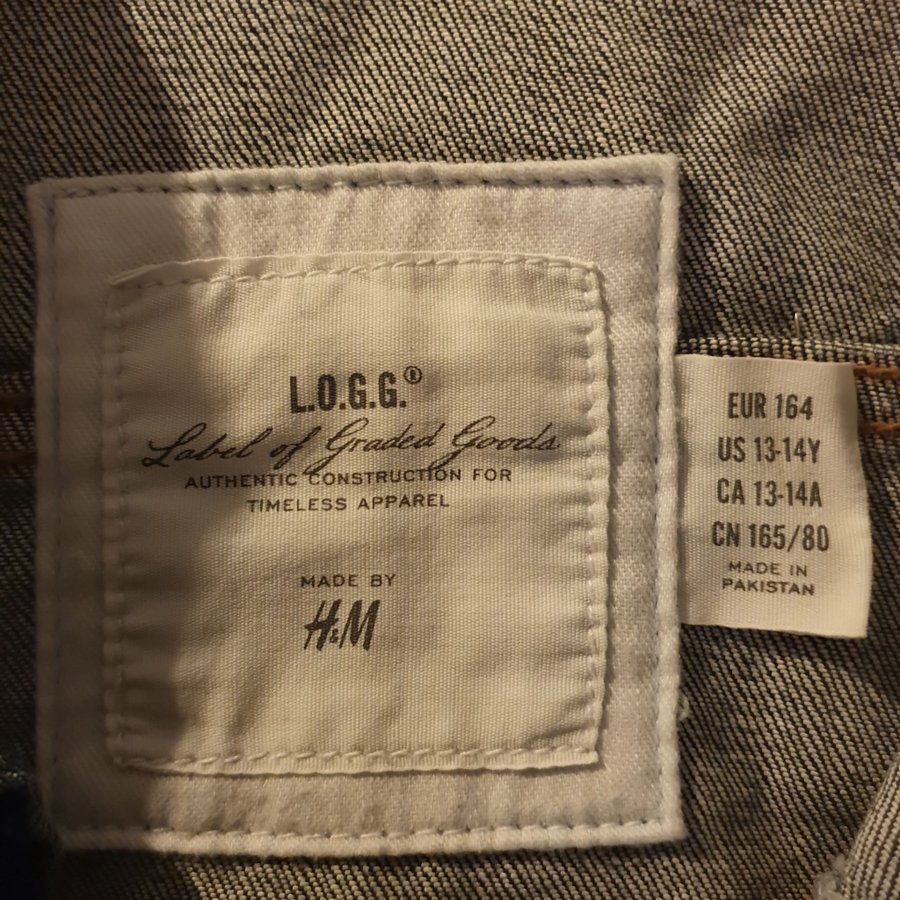 L.O.G.G.®
Label of Graded Goods
AUTHENTIC CONSTRUCTION FOR
TIMELESS APPAREL
MADE BY
H&M
EUR 164
US 13-14Y
CA 13-14A
CN 165/80
MADE IN
PAKISTAN